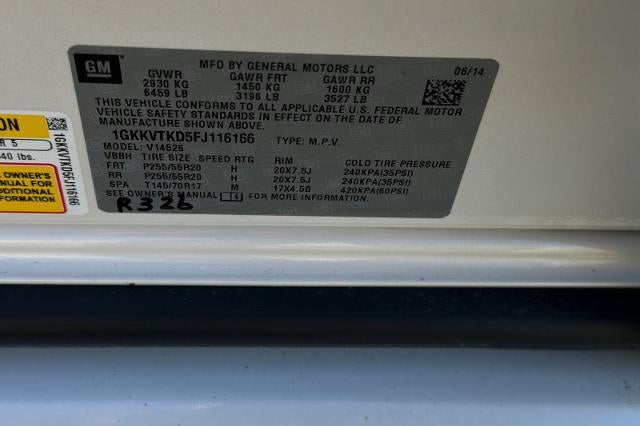 GM
MFD BY GENERAL MOTORS LLC
06/14
GVWR GAWR FRT GAWR RR
2930 KG 1450 KG 1600 KG
6459 LB 3196 LB 3527 LB
THIS VEHICLE CONFORMS TO ALL APPLICABLE U.S. FEDERAL MOTOR
VEHICLE SAFETY STANDARDS IN EFFECT ON THE DATE OF
MANUFACTURE SHOWN ABOVE.
1GKKVTKD5FJ116166 TYPE: M.P.V.
MODEL: V14526
VBBH TIRE SIZE SPEED RTG RIM COLD TIRE PRESSURE
FRT P255/55R20 H 20X7.5J 240KPA(35PSI)
RR P255/55R20 H 20X7.5J 240KPA(35PSI)
SPA T145/70R17 M 17X4.5B 420KPA(60PSI)
SEE OWNER'S MANUAL FOR MORE INFORMATION.
R326
ON
R 5
40 lbs.
OWNER'S
ANUAL FOR
DDITIONAL
FORMATION
1GKKVTKD5FJ116166